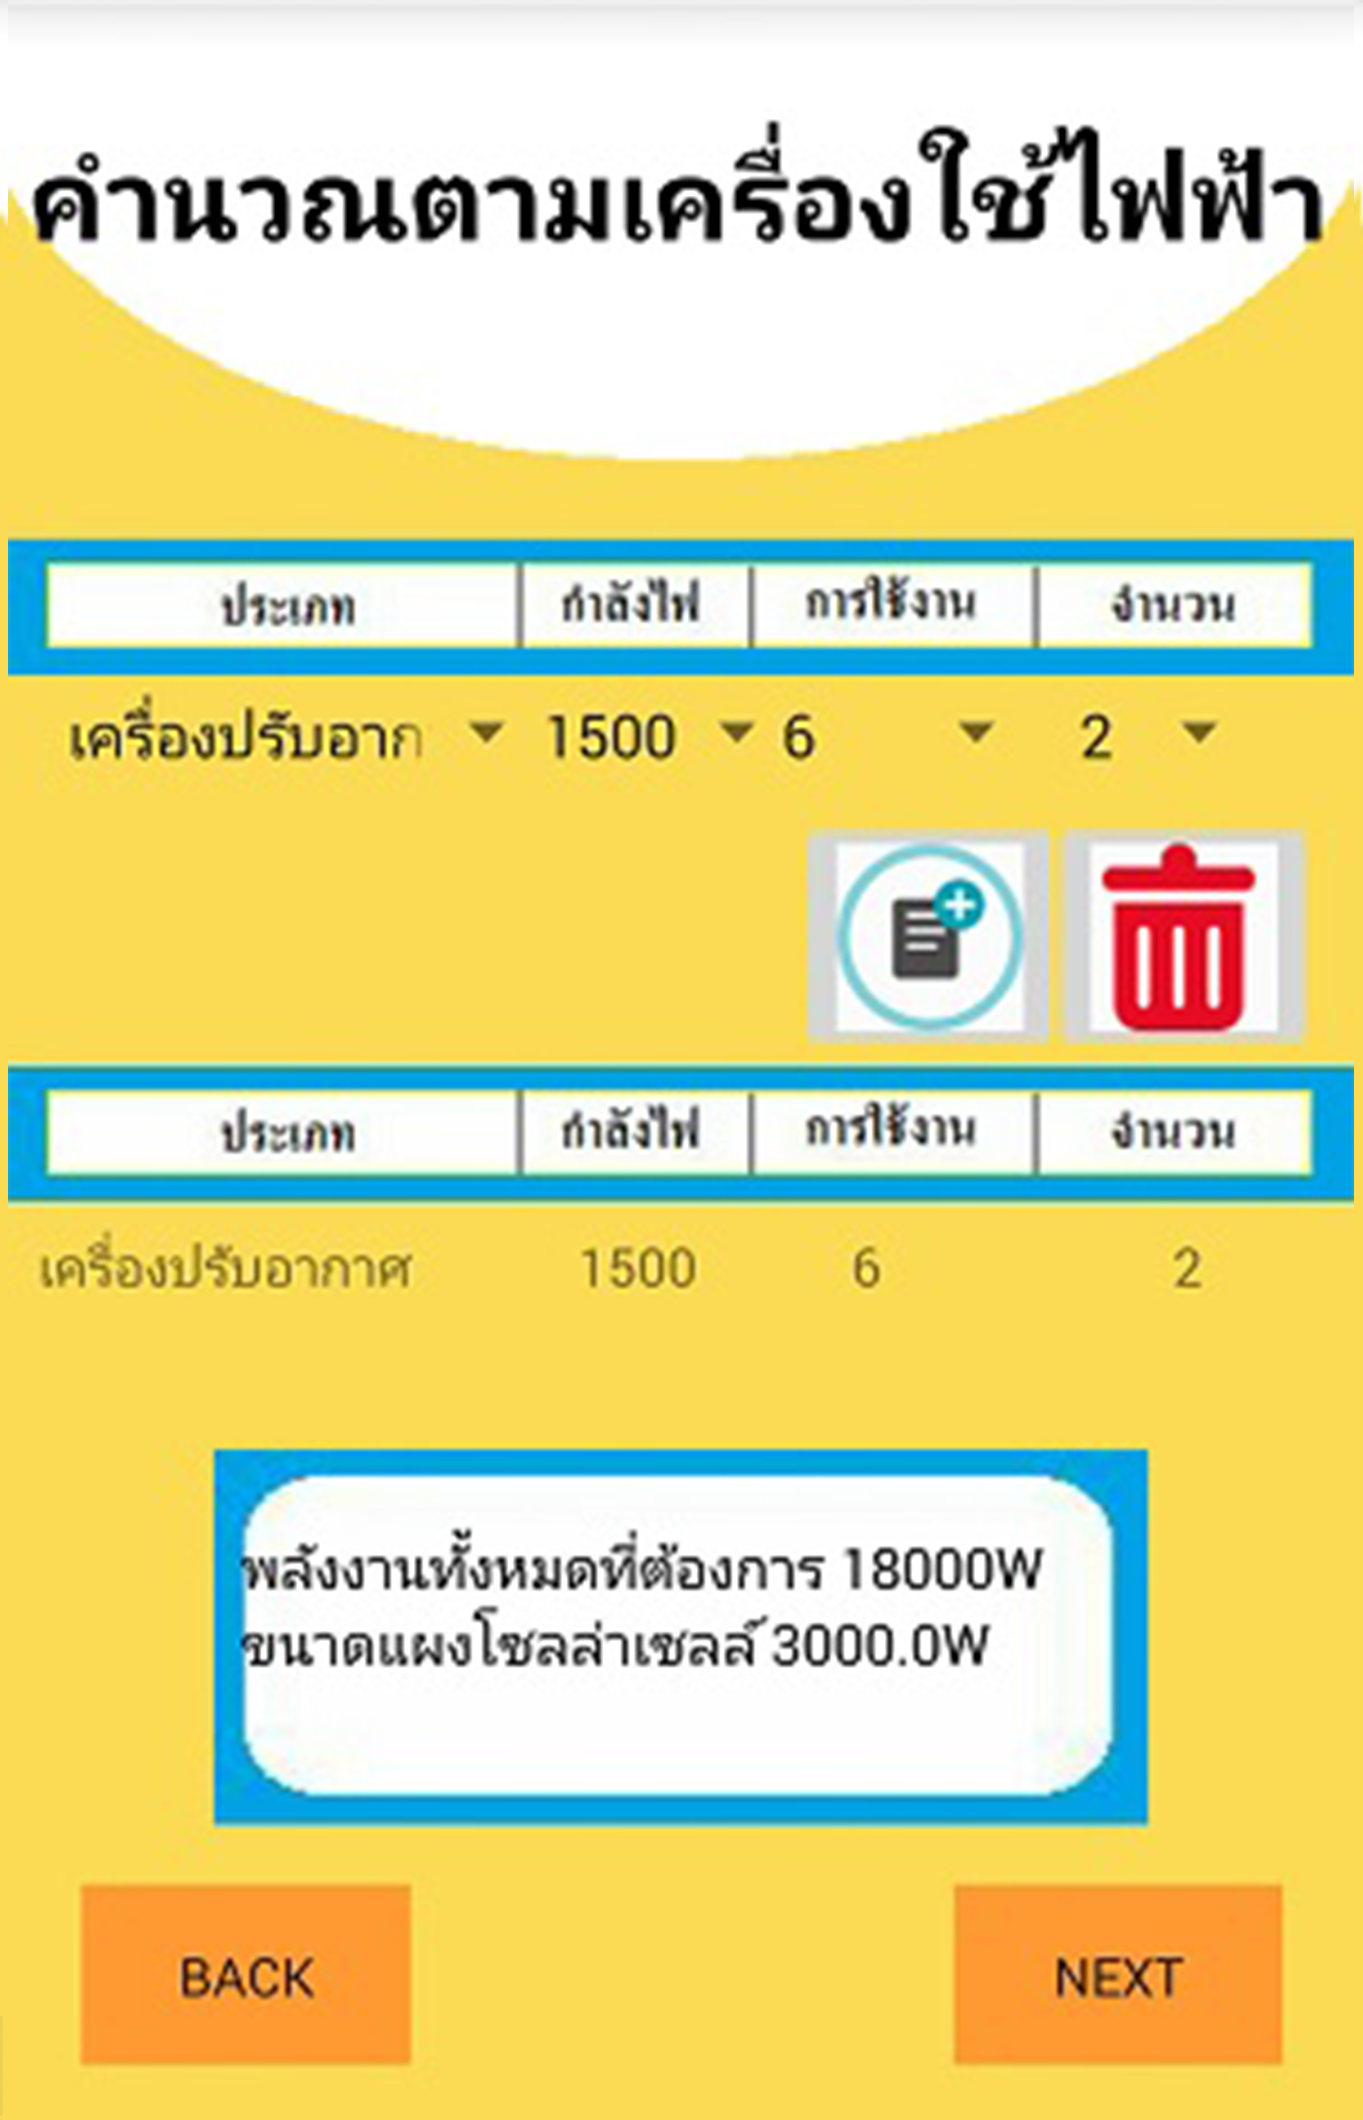 คำนวณตามเครื่องใช้ไฟฟ้า
ประเภท กำลังไฟ การใช้งาน จำนวน
เครื่องปรับอาก 1500 6 2
ประเภท กำลังไฟ การใช้งาน จำนวน
เครื่องปรับอากาศ 1500 6 2
พลังงานทั้งหมดที่ต้องการ 18000W
ขนาดแผงโซลล่าเซลล์ 3000.0W
BACK NEXT